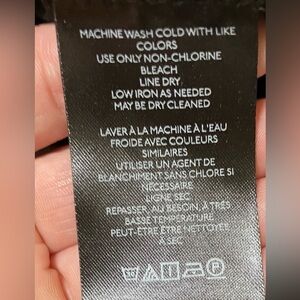 MACHINE WASH COLD WITH LIKE
COLORS
USE ONLY NON-CHLORINE
BLEACH
LINE DRY
LOW IRON AS NEEDED
MAY BE DRY CLEANED
LAVER À LA MACHINE À L'EAU
FROIDE AVEC COULEURS
SIMILAIRES
UTILISER UN AGENT DE
BLANCHIMENT SANS CHLORE SI
NÉCESSAIRE
LIGNE SEC
REPASSER, AU BESOIN, À TRÈS
BASSE TEMPÉRATURE
PEUT-ÊTRE ÊTRE NETTOYÉE
À SEC